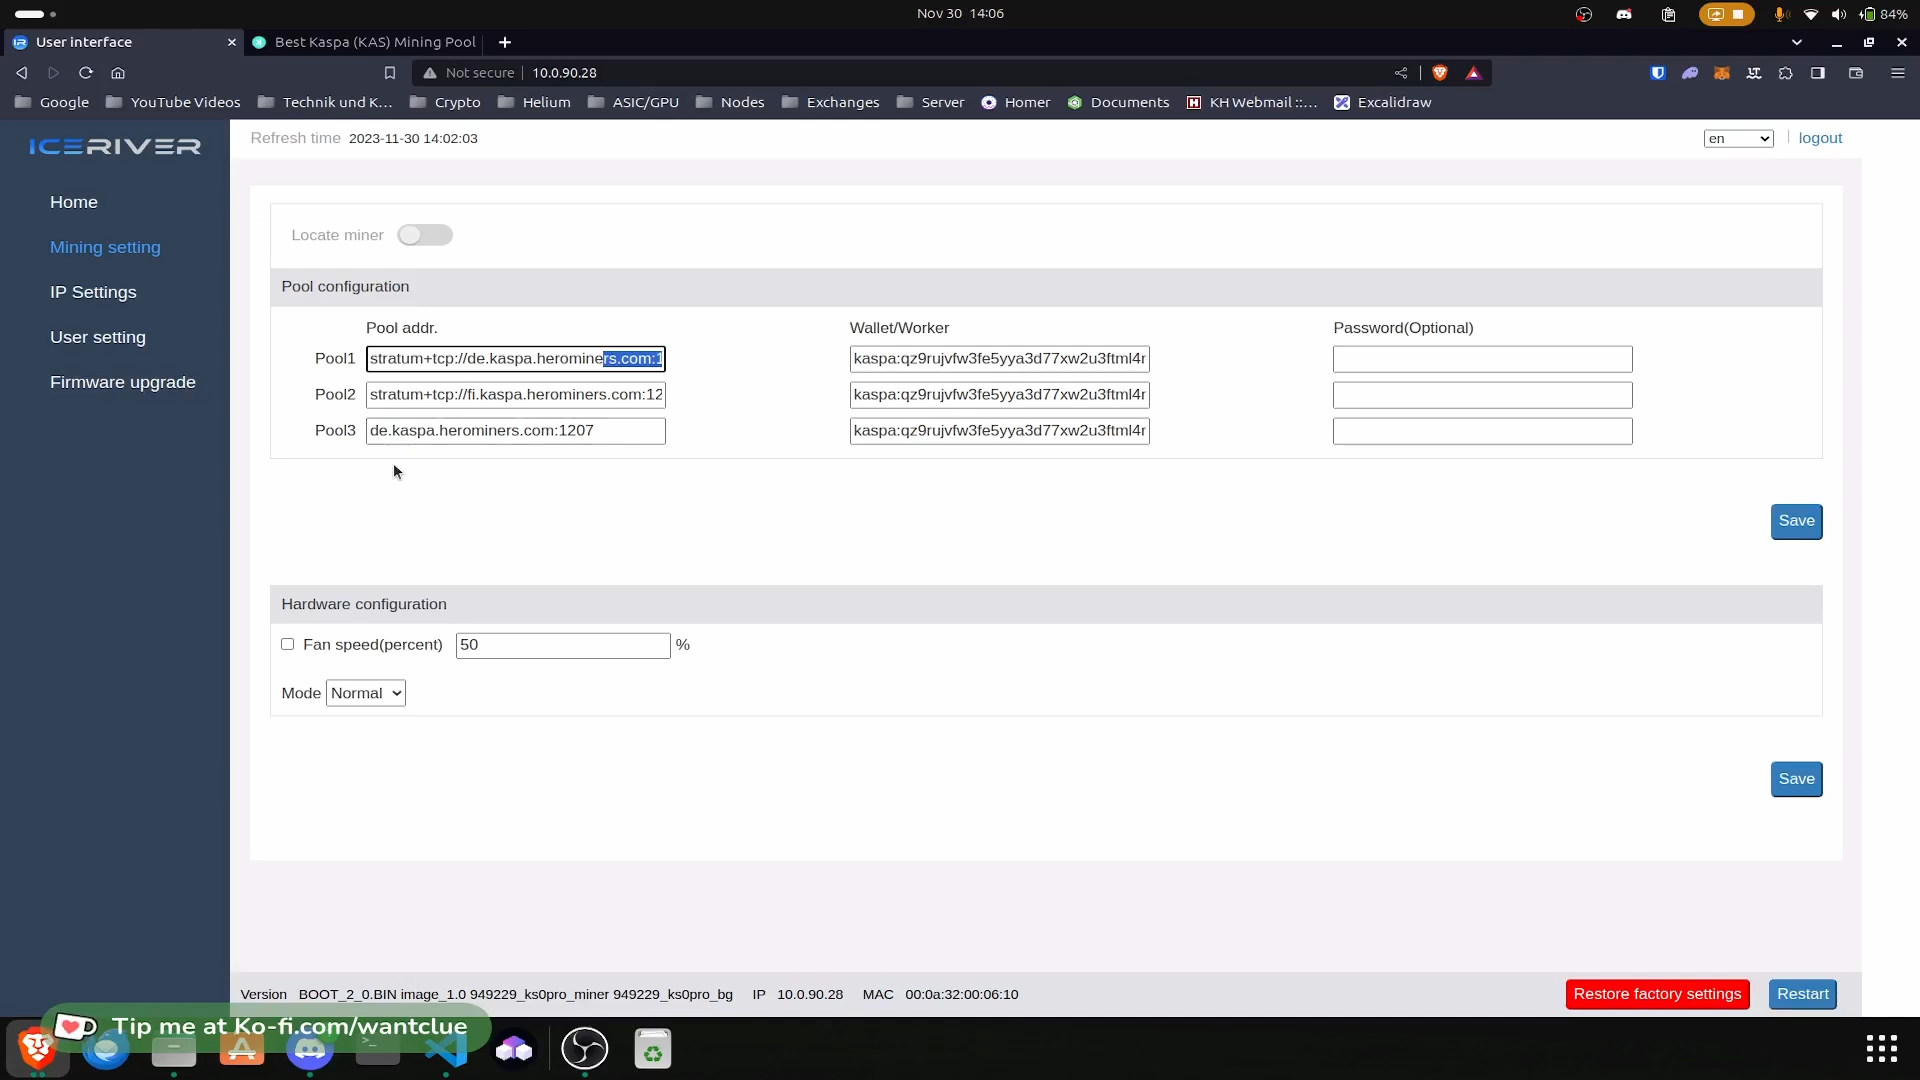 Nov 30 14:06
84%
User interface
Best Kaspa (KAS) Mining Pool
Not secure 10.0.90.28
Google YouTube Videos Technik und K... Crypto Helium ASIC/GPU Nodes Exchanges Server Homer Documents KH Webmail ::... Excalidraw
ICERIVER
Refresh time 2023-11-30 14:02:03
en
logout
Home
Mining setting
IP Settings
User setting
Firmware upgrade
Locate miner
Pool configuration
Pool addr. Wallet/Worker Password(Optional)
Pool1 stratum+tcp://de.kaspa.herominers.com:1 kaspa:qz9rujvfw3fe5yya3d77xw2u3ftml4r
Pool2 stratum+tcp://fi.kaspa.herominers.com:12 kaspa:qz9rujvfw3fe5yya3d77xw2u3ftml4r
Pool3 de.kaspa.herominers.com:1207 kaspa:qz9rujvfw3fe5yya3d77xw2u3ftml4r
Save
Hardware configuration
Fan speed(percent) 50 %
Mode Normal
Save
Version BOOT_2_0.BIN image_1.0 949229_ks0pro_miner 949229_ks0pro_bg IP 10.0.90.28 MAC 00:0a:32:00:06:10
Restore factory settings
Restart
Tip me at Ko-fi.com/wantclue